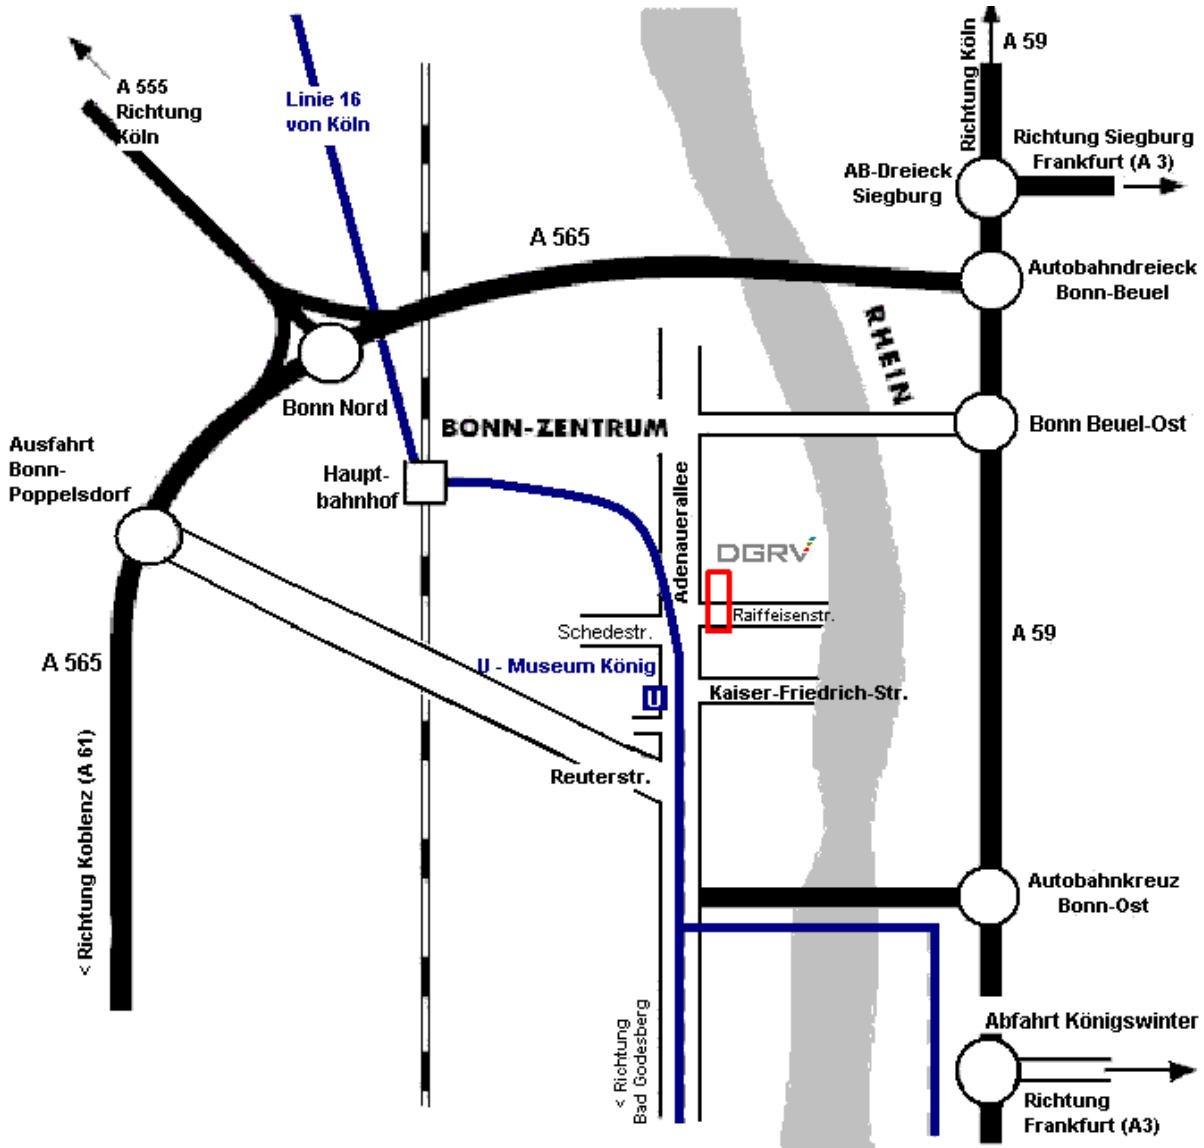 A 59
Richtung Köln
A 555
Richtung
Köln
Linie 16
von Köln
Richtung Siegburg
Frankfurt (A 3)
AB-Dreieck
Siegburg
A 565
Autobahndreieck
Bonn-Beuel
RHEIN
Bonn Nord
BONN-ZENTRUM
Bonn Beuel-Ost
Ausfahrt
Bonn-
Poppelsdorf
Haupt-
bahnhof
Adenauerallee
DGRV
Raiffeisenstr.
Schedestr.
A 59
A 565
U - Museum König
U
Kaiser-Friedrich-Str.
Reuterstr.
< Richtung Koblenz (A 61)
Autobahnkreuz
Bonn-Ost
< Richtung
Bad Godesberg
Abfahrt Königswinter
Richtung
Frankfurt (A3)